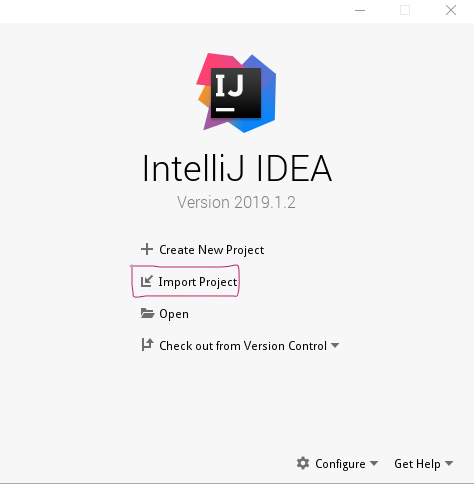 IJ
IntelliJ IDEA
Version 2019.1.2
Create New Project
Import Project
Open
Check out from Version Control
Configure Get Help